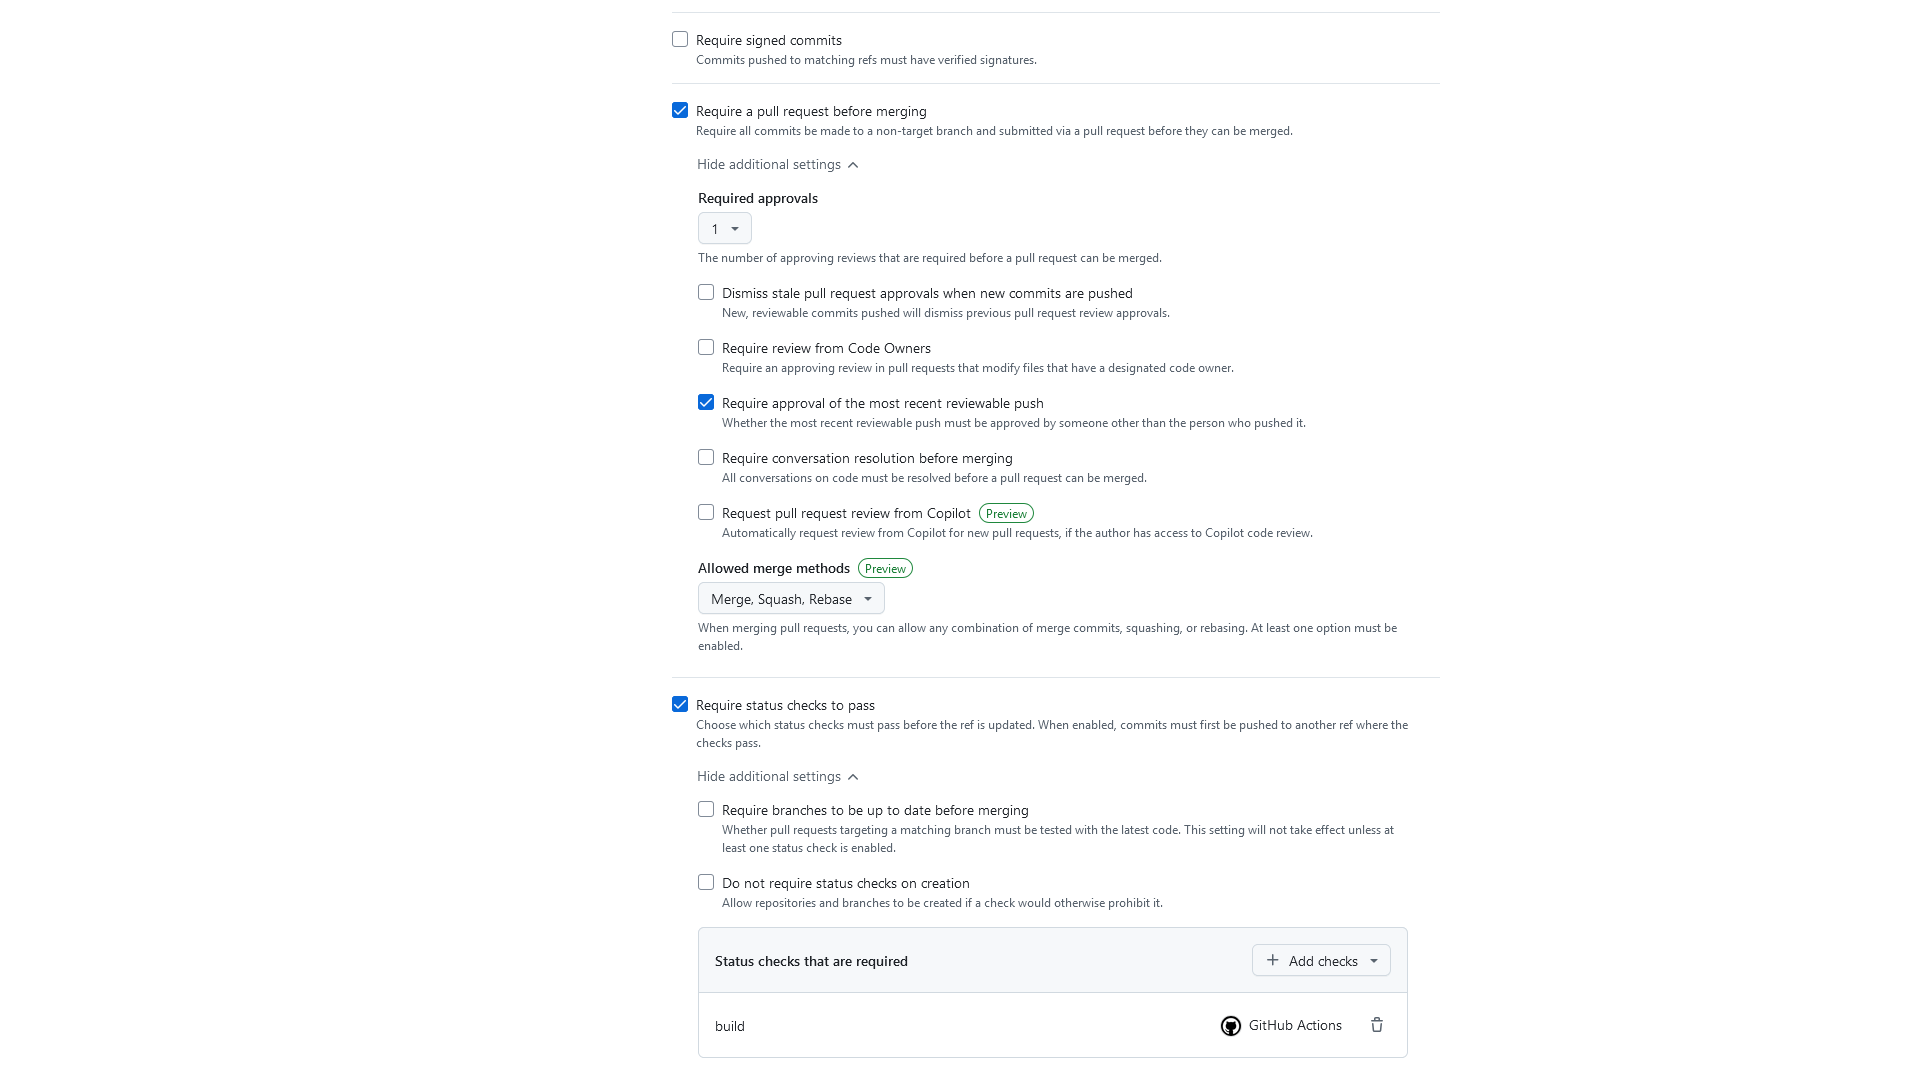 Require signed commits
Commits pushed to matching refs must have verified signatures.
Require a pull request before merging
Require all commits be made to a non-target branch and submitted via a pull request before they can be merged.
Hide additional settings
Required approvals
1
The number of approving reviews that are required before a pull request can be merged.
Dismiss stale pull request approvals when new commits are pushed
New, reviewable commits pushed will dismiss previous pull request review approvals.
Require review from Code Owners
Require an approving review in pull requests that modify files that have a designated code owner.
Require approval of the most recent reviewable push
Whether the most recent reviewable push must be approved by someone other than the person who pushed it.
Require conversation resolution before merging
All conversations on code must be resolved before a pull request can be merged.
Request pull request review from Copilot Preview
Automatically request review from Copilot for new pull requests, if the author has access to Copilot code review.
Allowed merge methods Preview
Merge, Squash, Rebase
When merging pull requests, you can allow any combination of merge commits, squashing, or rebasing. At least one option must be
enabled.
Require status checks to pass
Choose which status checks must pass before the ref is updated. When enabled, commits must first be pushed to another ref where the
checks pass.
Hide additional settings
Require branches to be up to date before merging
Whether pull requests targeting a matching branch must be tested with the latest code. This setting will not take effect unless at
least one status check is enabled.
Do not require status checks on creation
Allow repositories and branches to be created if a check would otherwise prohibit it.
Status checks that are required
Add checks
build
GitHub Actions